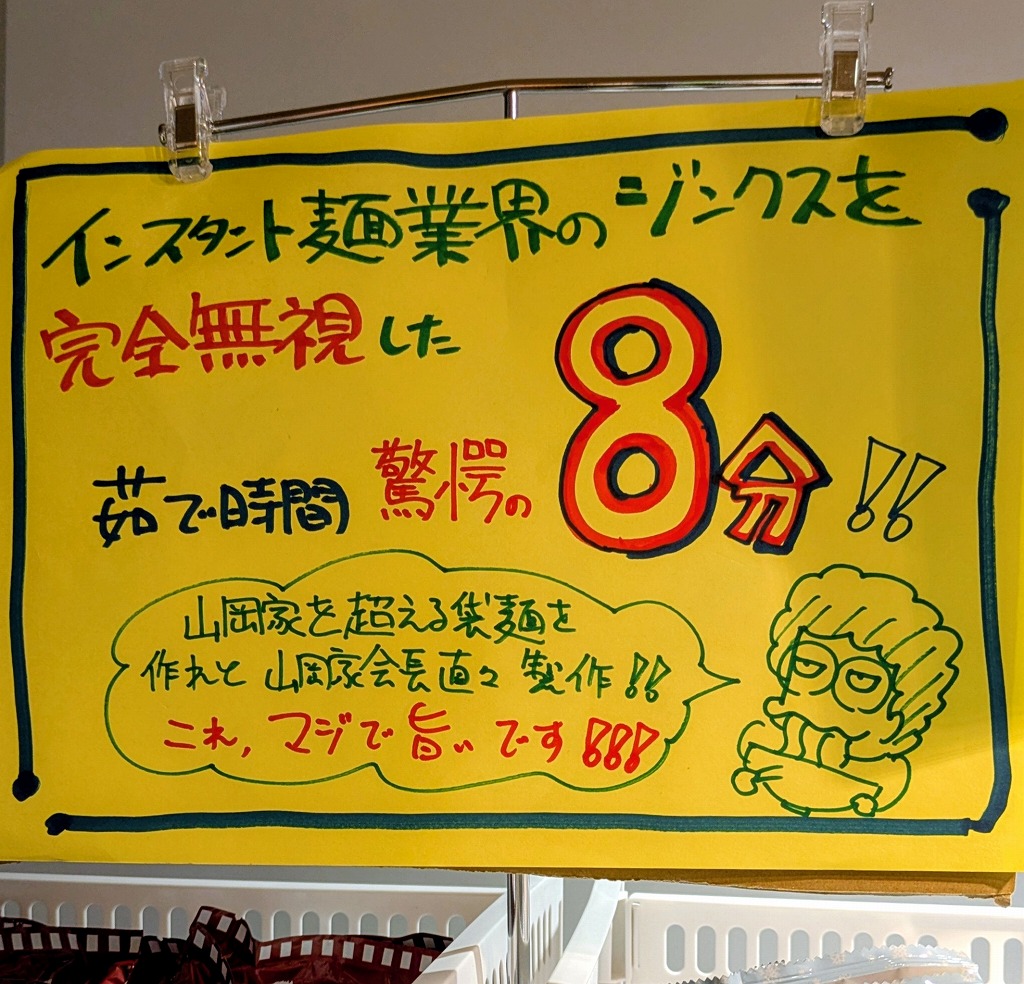 インスタント麺業界のジンクスを
完全無視した
茹で時間 驚愕の 8分!!
山岡家を超える袋麺を
作れと 山岡家会長直々 製作!!
これ, マジで旨いです!!!